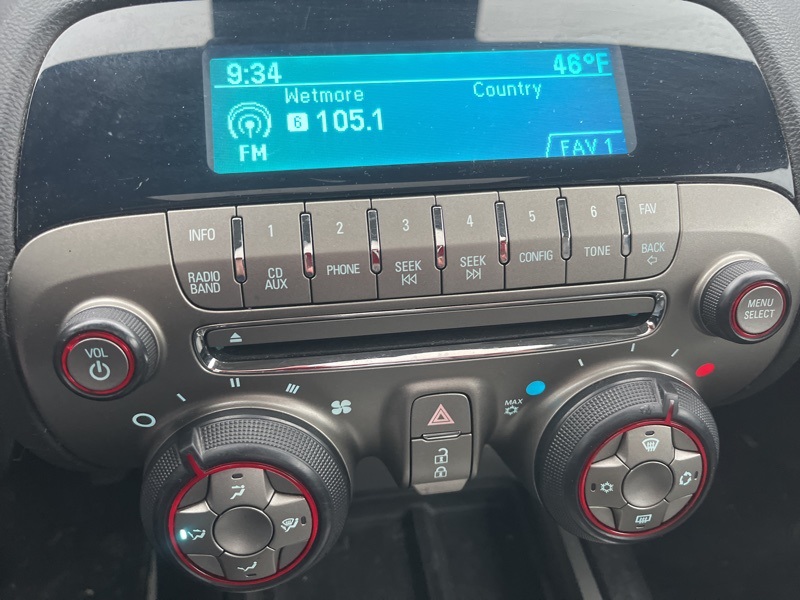 9:34
46°F
Wetmore
Country
6 105.1
FM
FAV 1
INFO
1
2
3
4
5
6
FAV
RADIO
BAND
CD
AUX
PHONE
SEEK
SEEK
CONFIG
TONE
BACK
VOL
MENU
SELECT
MAX